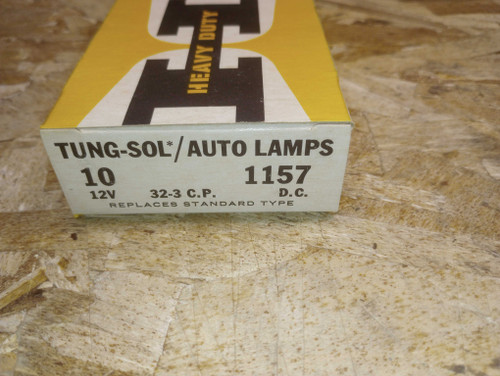 HEAVY DUTY
TUNG-SOL*/AUTO LAMPS
10 1157
12V 32-3 C.P. D.C.
REPLACES STANDARD TYPE